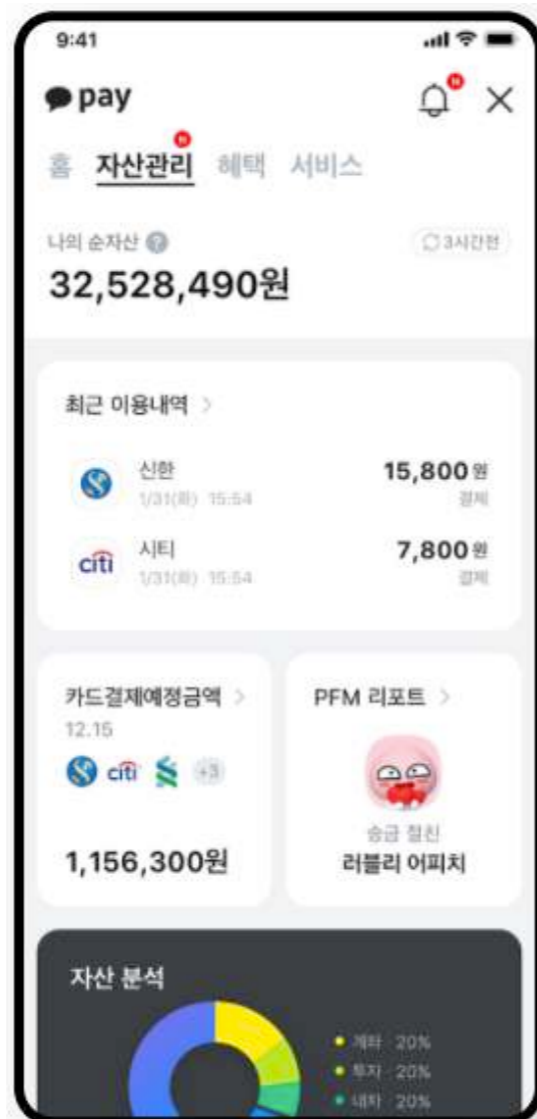 9:41
pay
N
N
홈 자산관리 혜택 서비스
나의 순자산 ?
3시간전
32,528,490원
최근 이용내역 >
신한
15,800원
1/31(화) 15:54
결제
citi
시티
7,800원
1/31(화) 15:54
결제
카드결제예정금액 >
12.15
citi
+3
1,156,300원
PFM 리포트 >
송금 절친
러블리 어피치
자산 분석
계좌 20%
투자 20%
내차 20%